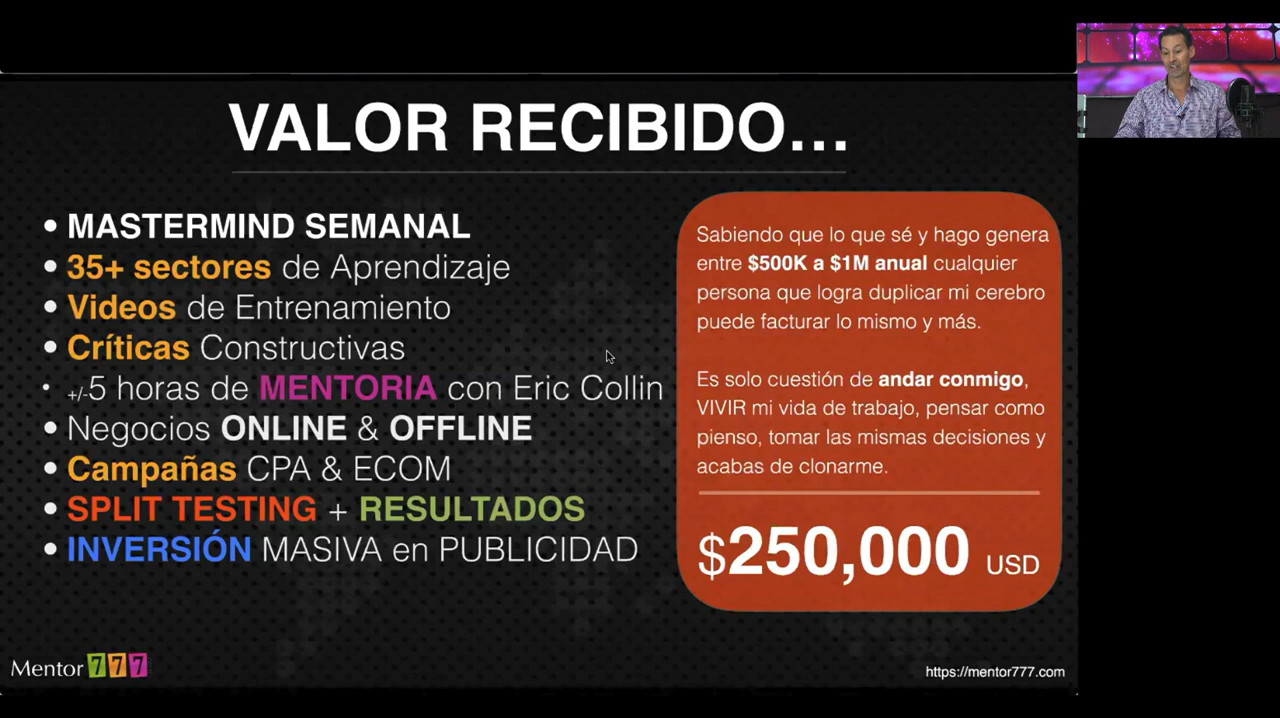 VALOR RECIBIDO...
• MASTERMIND SEMANAL
• 35+ sectores de Aprendizaje
• Videos de Entrenamiento
• Críticas Constructivas
• +/-5 horas de MENTORIA con Eric Collin
• Negocios ONLINE & OFFLINE
• Campañas CPA & ECOM
• SPLIT TESTING + RESULTADOS
• INVERSIÓN MASIVA en PUBLICIDAD
Sabiendo que lo que sé y hago genera
entre $500K a $1M anual cualquier
persona que logra duplicar mi cerebro
puede facturar lo mismo y más.
Es solo cuestión de andar conmigo,
VIVIR mi vida de trabajo, pensar como
pienso, tomar las mismas decisiones y
acabas de clonarme.
$250,000 USD
Mentor 777
https://mentor777.com